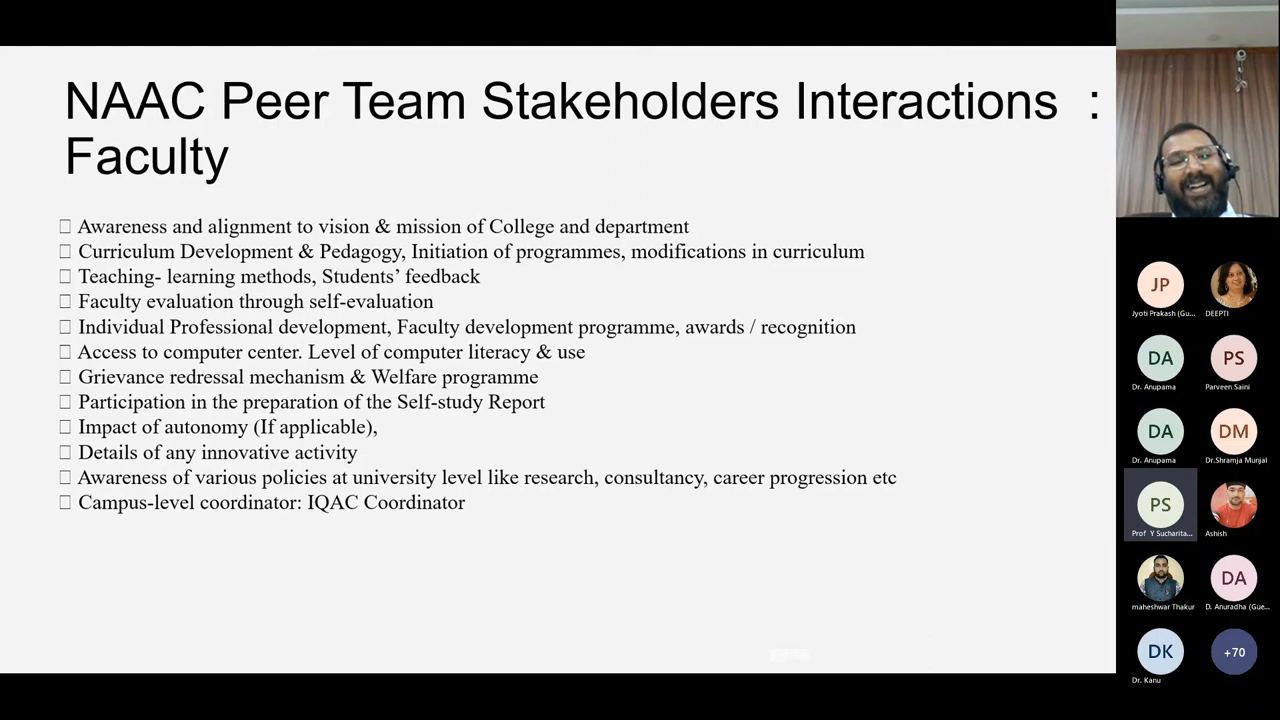 NAAC Peer Team Stakeholders Interactions :
Faculty
Awareness and alignment to vision & mission of College and department
Curriculum Development & Pedagogy, Initiation of programmes, modifications in curriculum
Teaching- learning methods, Students’ feedback
Faculty evaluation through self-evaluation
Individual Professional development, Faculty development programme, awards / recognition
Access to computer center. Level of computer literacy & use
Grievance redressal mechanism & Welfare programme
Participation in the preparation of the Self-study Report
Impact of autonomy (If applicable),
Details of any innovative activity
Awareness of various policies at university level like research, consultancy, career progression etc
Campus-level coordinator: IQAC Coordinator
JP
Jyoti Prakash (Gu...
DEEPTI
DA
Dr. Anupama
PS
Parveen Saini
DA
Dr. Anupama
DM
Dr.Shramja Munjal
PS
Prof Y Sucharita...
Ashish
maheshwar Thakur
DA
D. Anuradha (Gue...
DK
Dr. Kanu
+70